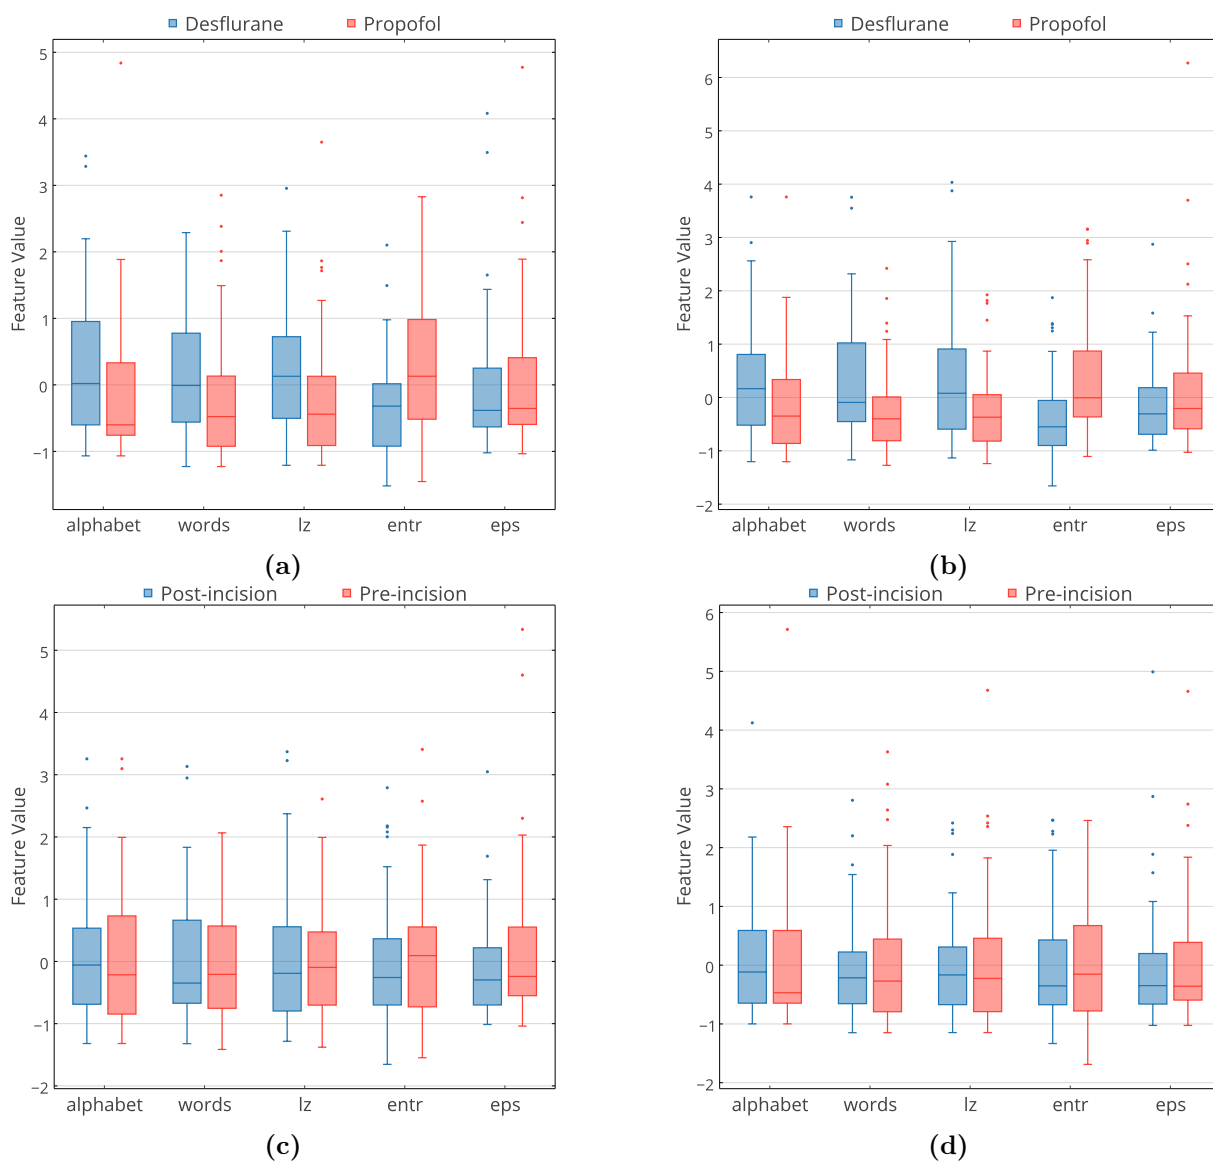 Desflurane Propofol
Feature Value
5
4
3
2
1
0
−1
alphabet words lz entr eps
(a)
Desflurane Propofol
Feature Value
6
5
4
3
2
1
0
−1
−2
alphabet words lz entr eps
(b)
Post-incision Pre-incision
Feature Value
5
4
3
2
1
0
−1
−2
alphabet words lz entr eps
(c)
Post-incision Pre-incision
Feature Value
6
5
4
3
2
1
0
−1
−2
alphabet words lz entr eps
(d)